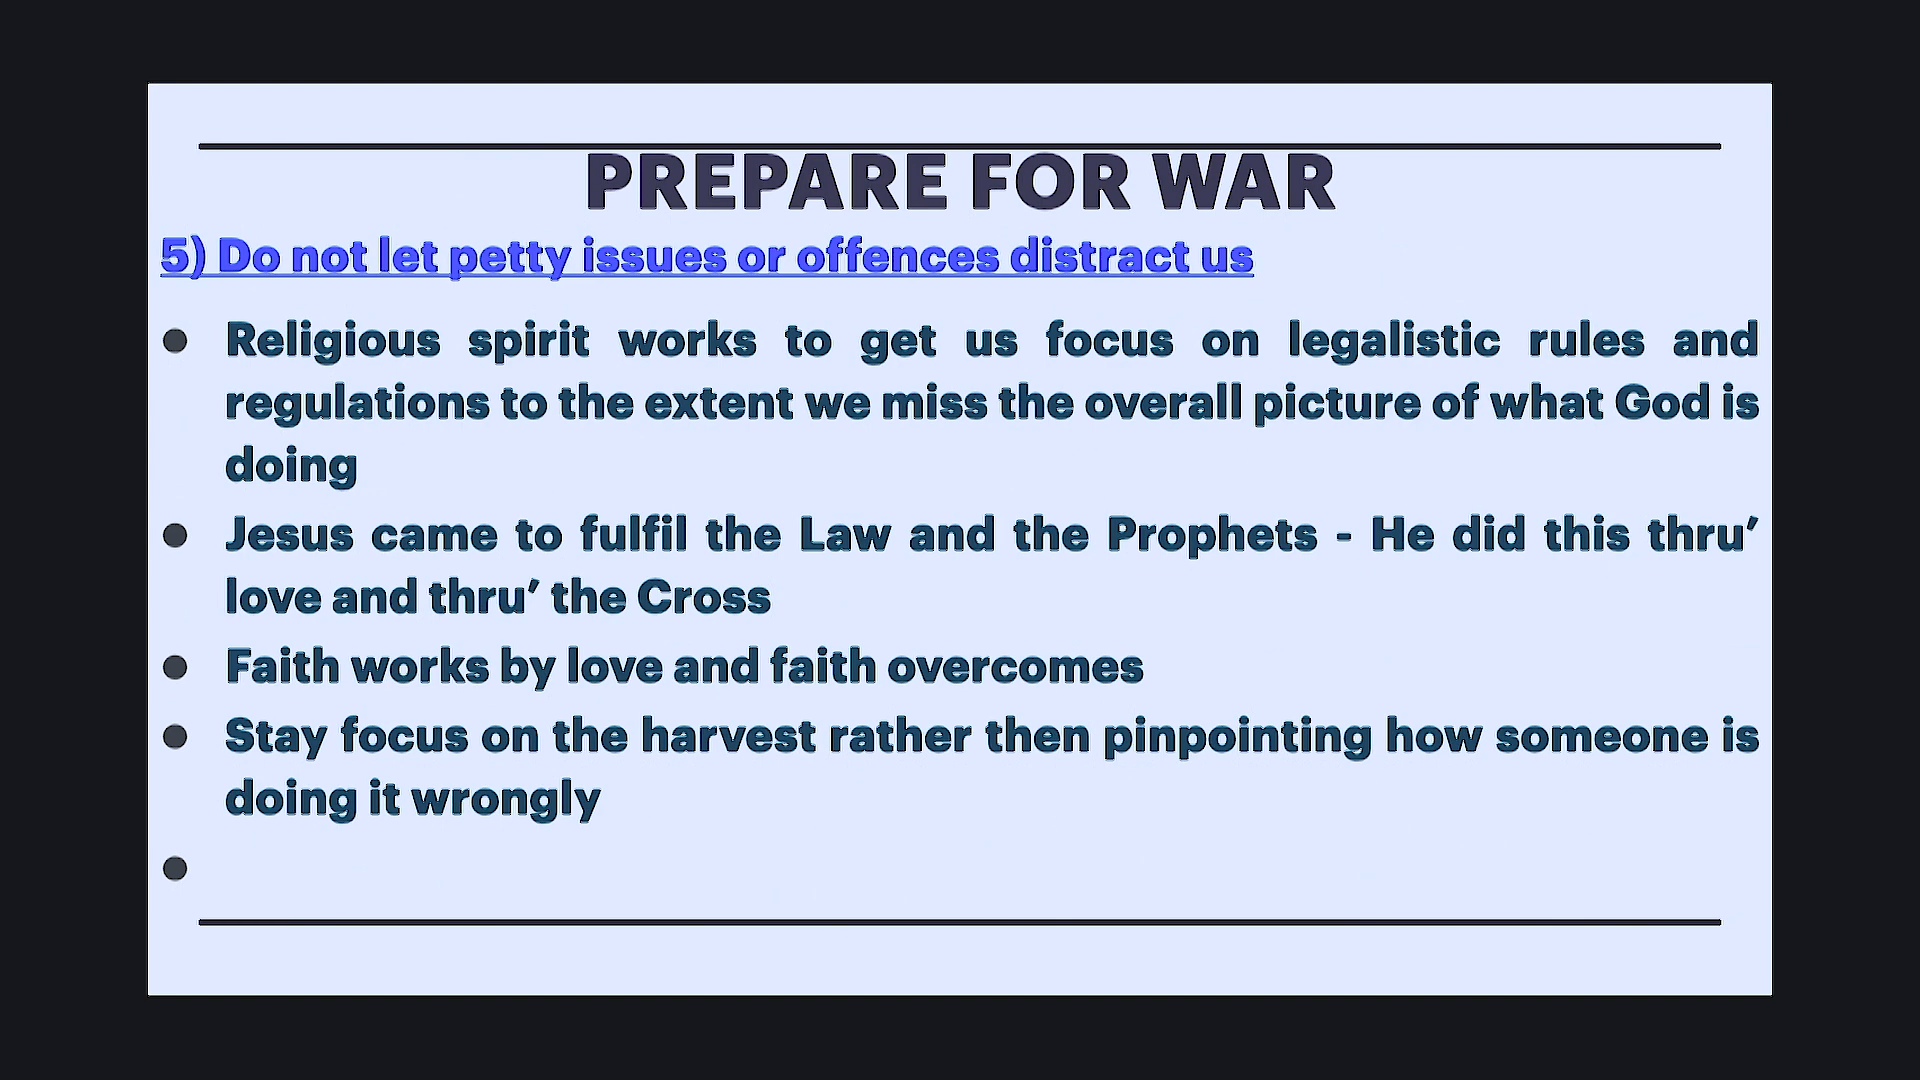 PREPARE FOR WAR
5) Do not let petty issues or offences distract us
● Religious spirit works to get us focus on legalistic rules and
regulations to the extent we miss the overall picture of what God is
doing
● Jesus came to fulfil the Law and the Prophets - He did this thru’
love and thru’ the Cross
● Faith works by love and faith overcomes
● Stay focus on the harvest rather then pinpointing how someone is
doing it wrongly
●